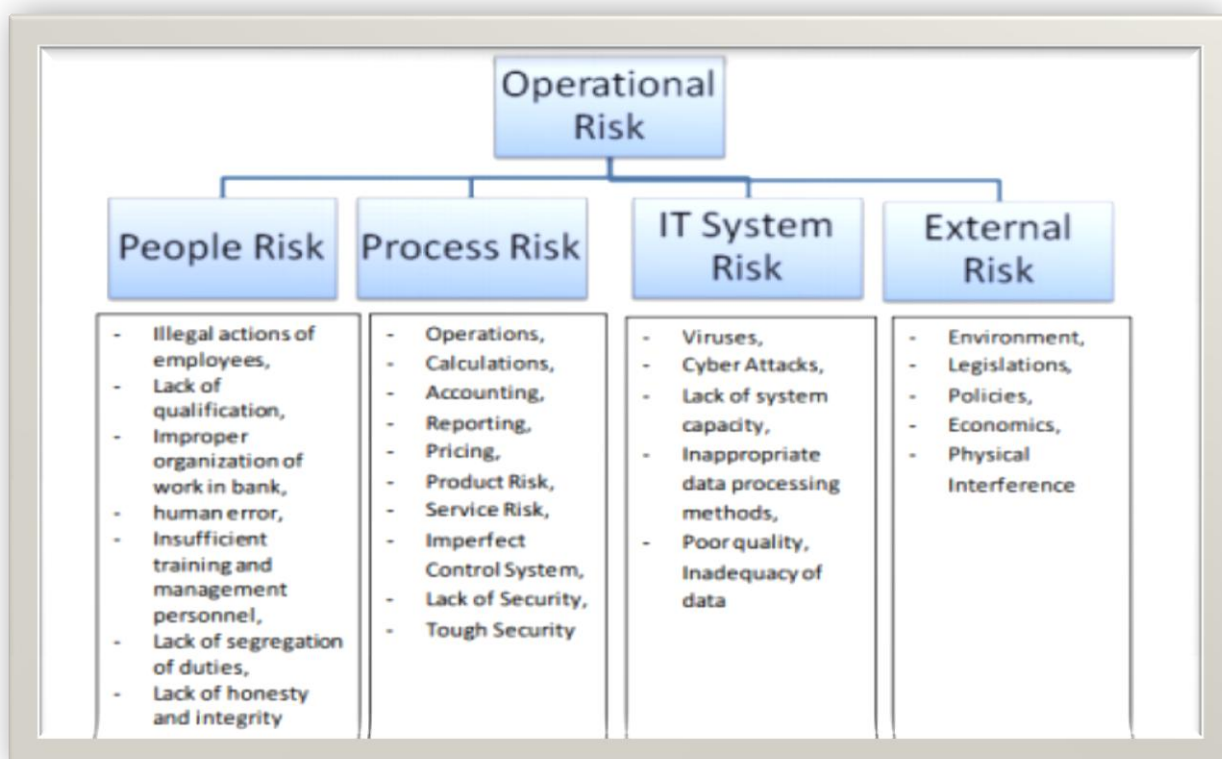 Operational
Risk
People Risk
Process Risk
IT System
Risk
External
Risk
- Illegal actions of
employees,
- Lack of
qualification,
- Improper
organization of
work in bank,
- human error,
- Insufficient
training and
management
personnel,
- Lack of segregation
of duties,
- Lack of honesty
and integrity
- Operations,
- Calculations,
- Accounting,
- Reporting,
- Pricing,
- Product Risk,
- Service Risk,
- Imperfect
Control System,
- Lack of Security,
- Tough Security
- Viruses,
- Cyber Attacks,
- Lack of system
capacity,
- Inappropriate
data processing
methods,
- Poor quality,
Inadequacy of
data
- Environment,
- Legislations,
- Policies,
- Economics,
- Physical
Interference